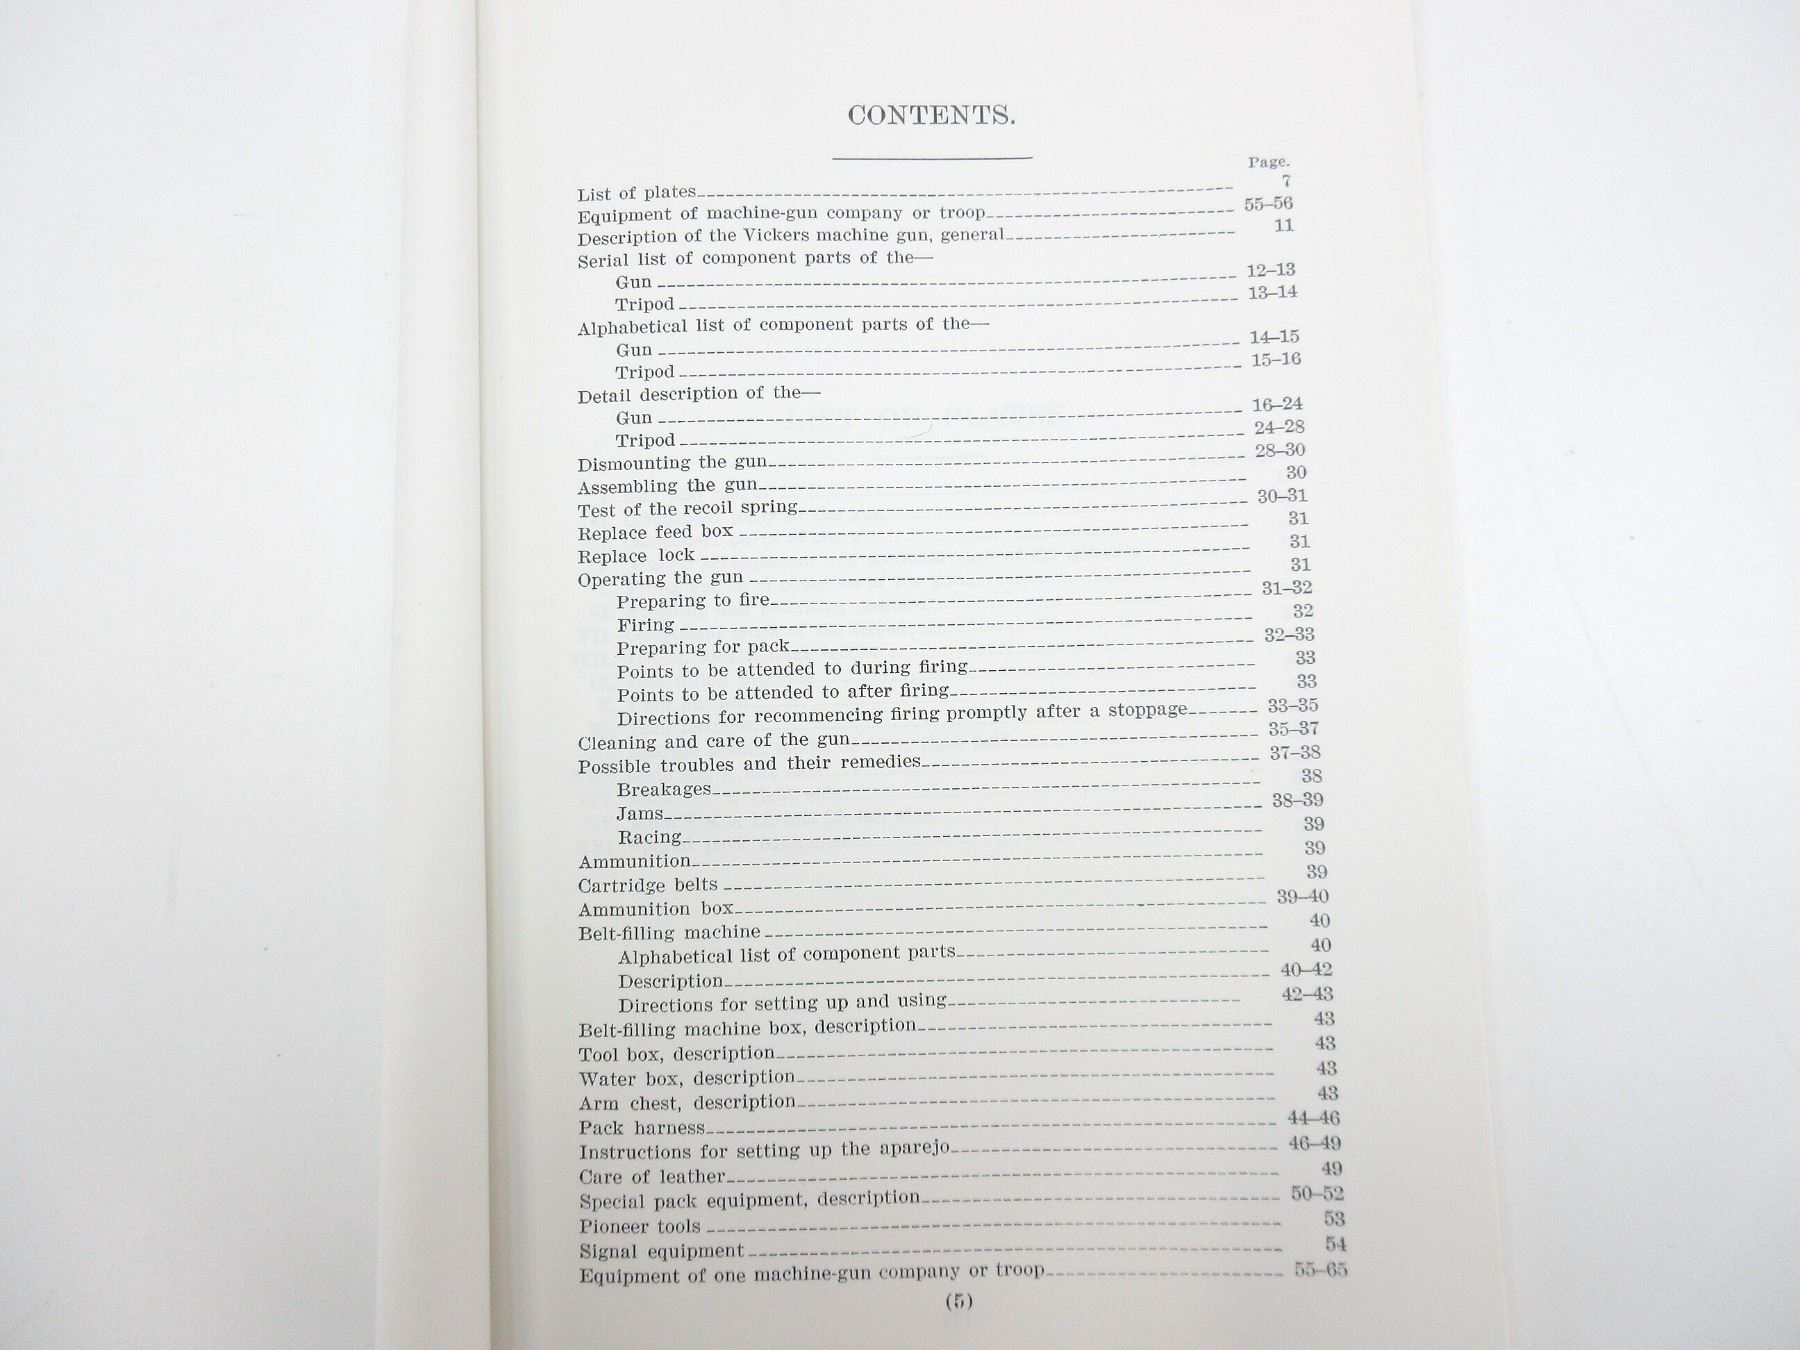 CONTENTS.
Page.
List of plates 7
Equipment of machine-gun company or troop 55–56
Description of the Vickers machine gun, general 11
Serial list of component parts of the—
Gun 12–13
Tripod 13–14
Alphabetical list of component parts of the—
Gun 14–15
Tripod 15–16
Detail description of the—
Gun 16–24
Tripod 24–28
Dismounting the gun 28–30
Assembling the gun 30
Test of the recoil spring 30–31
Replace feed box 31
Replace lock 31
Operating the gun 31
Preparing to fire 31–32
Firing 32
Preparing for pack 32–33
Points to be attended to during firing 33
Points to be attended to after firing 33
Directions for recommencing firing promptly after a stoppage 33–35
Cleaning and care of the gun 35–37
Possible troubles and their remedies 37–38
Breakages 38
Jams 38–39
Racing 39
Ammunition 39
Cartridge belts 39
Ammunition box 39–40
Belt-filling machine 40
Alphabetical list of component parts 40
Description 40–42
Directions for setting up and using 42–43
Belt-filling machine box, description 43
Tool box, description 43
Water box, description 43
Arm chest, description 43
Pack harness 44–46
Instructions for setting up the aparejo 46–49
Care of leather 49
Special pack equipment, description 50–52
Pioneer tools 53
Signal equipment 54
Equipment of one machine-gun company or troop 55–65
(5)